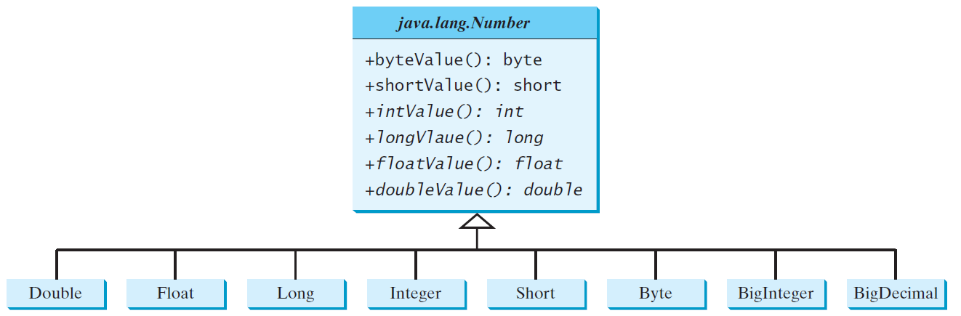 java.lang.Number
+byteValue(): byte
+shortValue(): short
+intValue(): int
+longVlaue(): long
+floatValue(): float
+doubleValue(): double
Double Float Long Integer Short Byte BigInteger BigDecimal